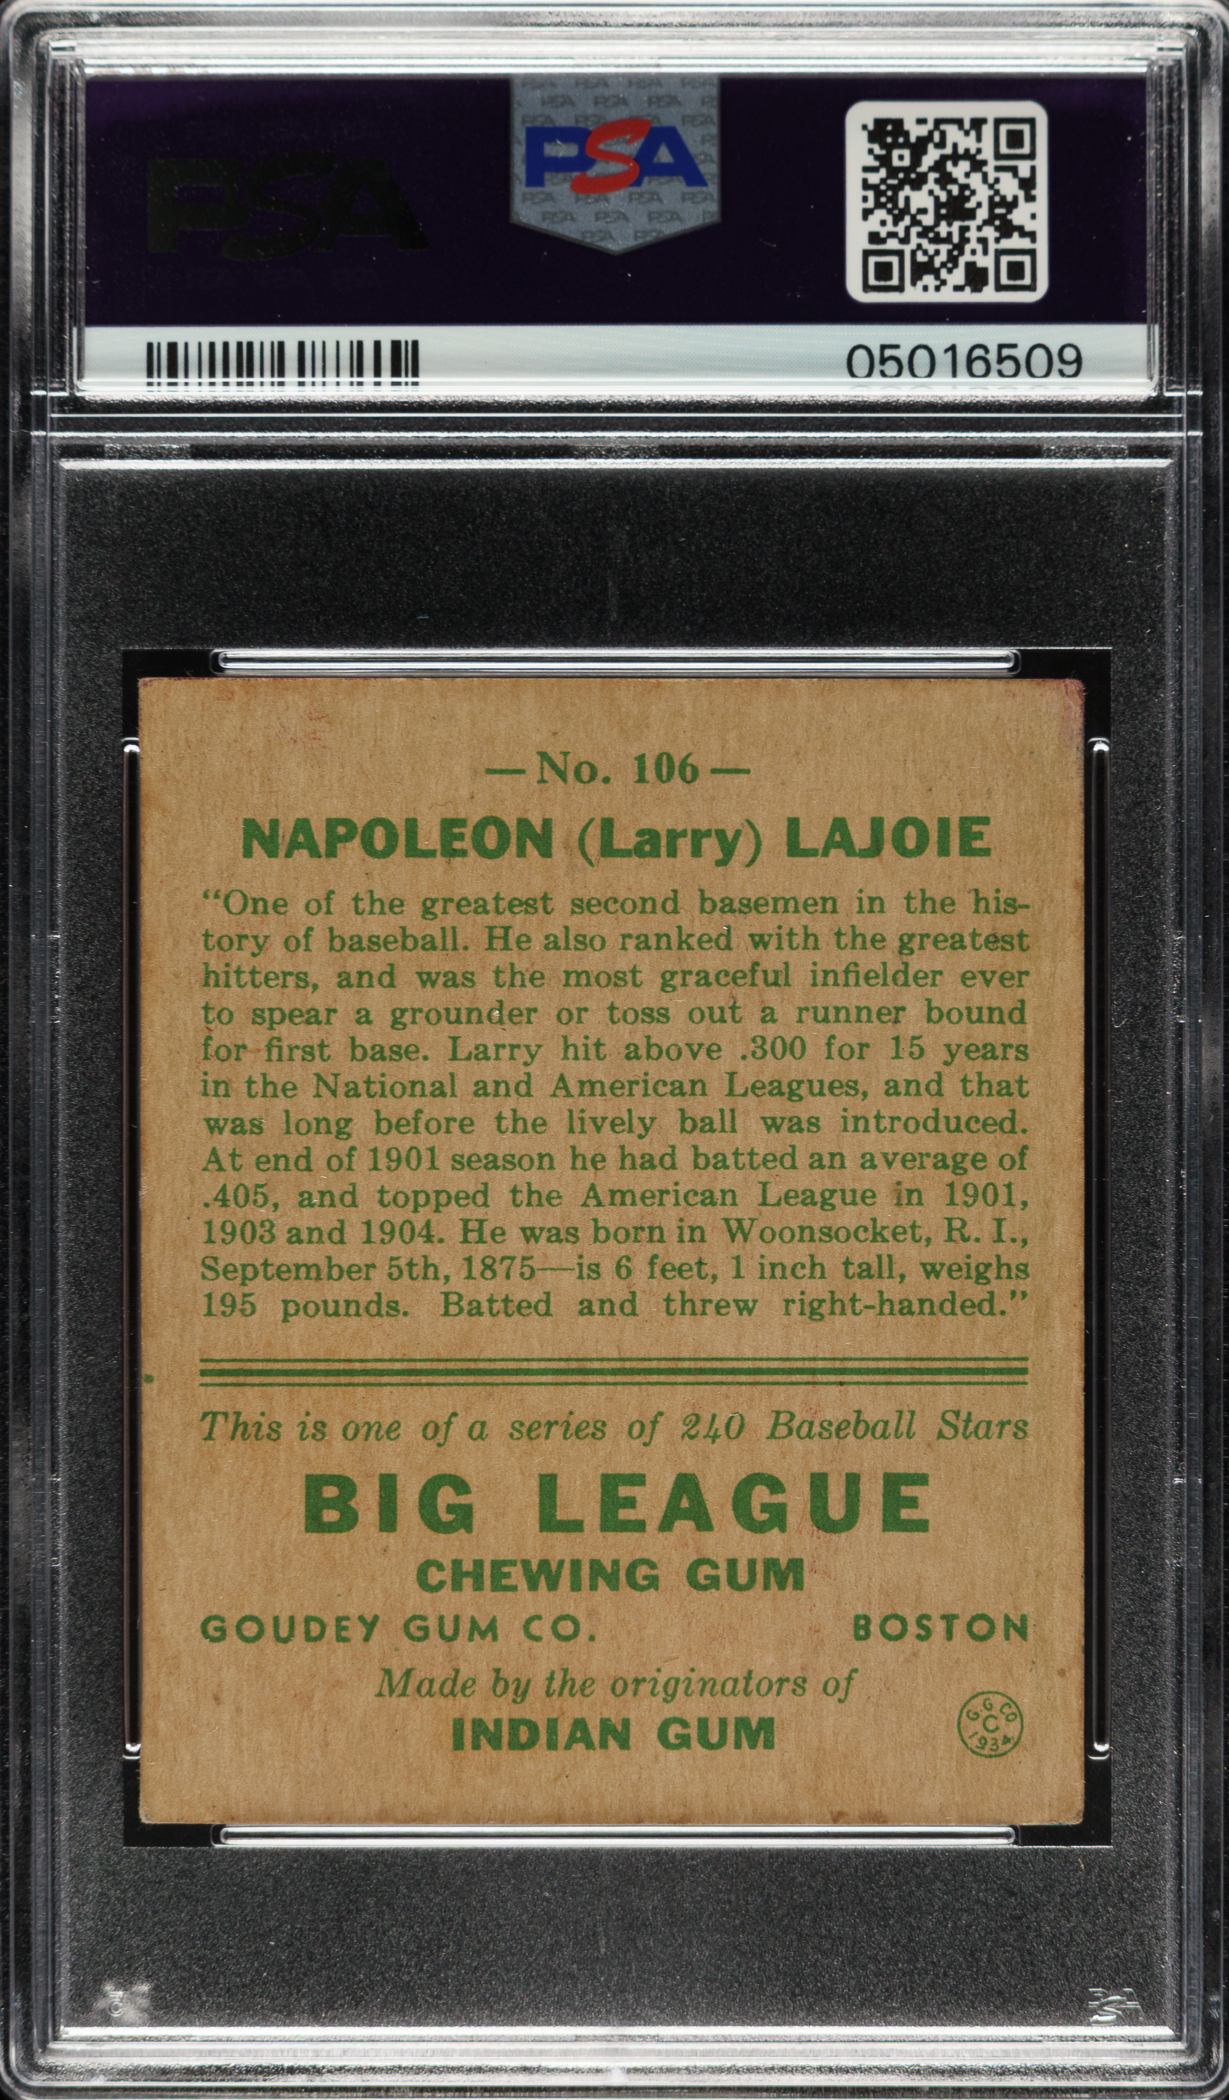 PSA
PSA
05016509
— No. 106 —
NAPOLEON (Larry) LAJOIE
“One of the greatest second basemen in the his-
tory of baseball. He also ranked with the greatest
hitters, and was the most graceful infielder ever
to spear a grounder or toss out a runner bound
for first base. Larry hit above .300 for 15 years
in the National and American Leagues, and that
was long before the lively ball was introduced.
At end of 1901 season he had batted an average of
.405, and topped the American League in 1901,
1903 and 1904. He was born in Woonsocket, R. I.,
September 5th, 1875—is 6 feet, 1 inch tall, weighs
195 pounds. Batted and threw right-handed.”
This is one of a series of 240 Baseball Stars
BIG LEAGUE
CHEWING GUM
GOUDEY GUM CO. BOSTON
Made by the originators of
INDIAN GUM
G. G. CO
C
1934
PSA